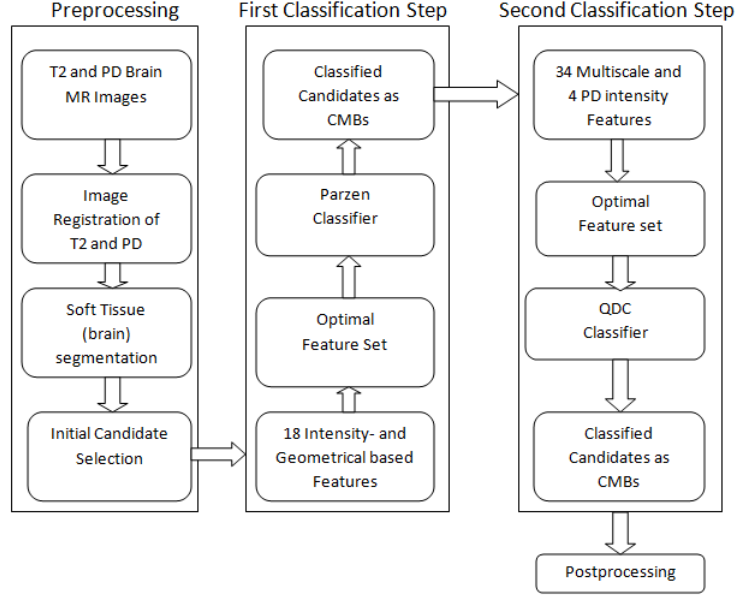 Preprocessing
T2 and PD Brain
MR Images
Image
Registration of
T2 and PD
Soft Tissue
(brain)
segmentation
Initial Candidate
Selection
First Classification Step
Classified
Candidates as
CMBs
Parzen
Classifier
Optimal
Feature Set
18 Intensity- and
Geometrical based
Features
Second Classification Step
34 Multiscale and
4 PD intensity
Features
Optimal
Feature set
QDC
Classifier
Classified
Candidates as
CMBs
Postprocessing